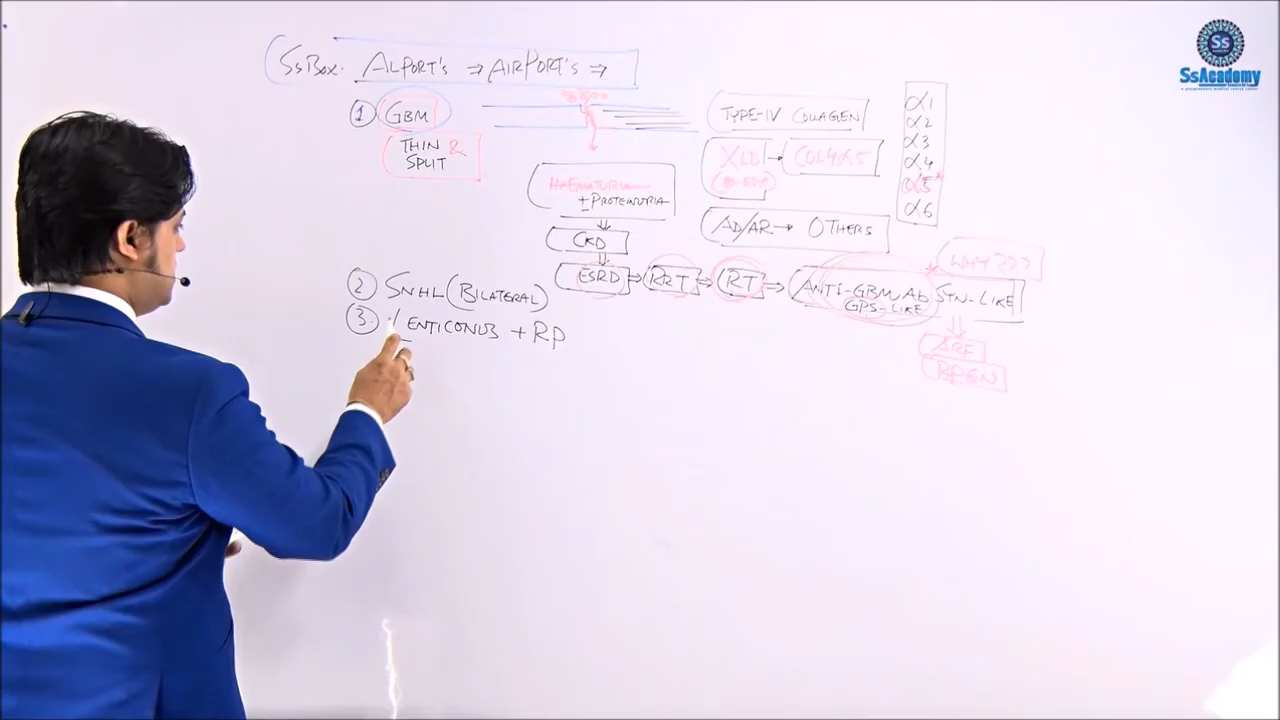 SsBox. ALPORT'S → AIRPORT'S ⇒
① GBM
THIN &
SPLIT
HAEMATURIA
± PROTEINURIA
CKD
ESRD → RRT → RT ⇒ ANTI-GBM Ab SYN-LIKE
GPS-LIKE
WHY???
ARF
RPGN
TYPE-IV COLLAGEN
XLD → COL4α5
AD/AR → OTHERS
α1
α2
α3
α4
α5
α6
② SNHL (BILATERAL)
③ LENTICONUS + RP
Ss
SsAcademy